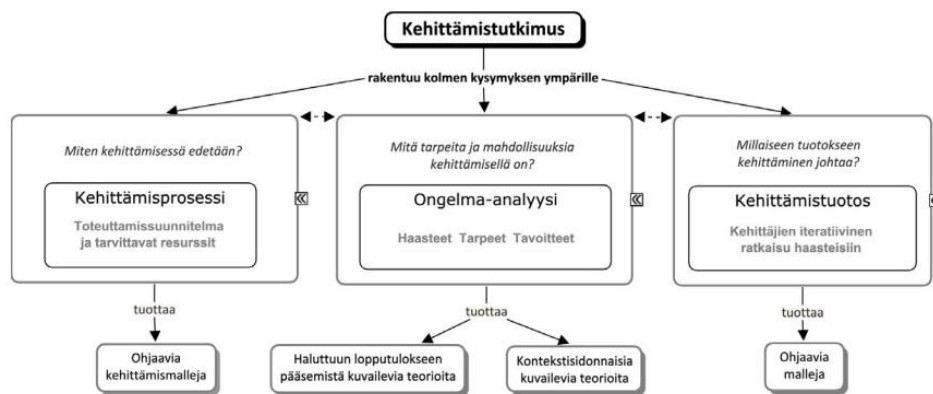 Kehittämistutkimus
rakentuu kolmen kysymyksen ympärille
Miten kehittämisessä edetään?
Kehittämisprosessi
Toteuttamissuunnitelma
ja tarvittavat resurssit
tuottaa
Ohjaavia
kehittämismalleja
Mitä tarpeita ja mahdollisuuksia
kehittämisellä on?
Ongelma-analyysi
Haasteet Tarpeet Tavoitteet
tuottaa
Haluttuun lopputulokseen
pääsemistä kuvailevia teorioita
Kontekstisidonnaisia
kuvailevia teorioita
Millaiseen tuotokseen
kehittäminen johtaa?
Kehittämistuotos
Kehittäjien iteratiivinen
ratkaisu haasteisiin
tuottaa
Ohjaavia
malleja